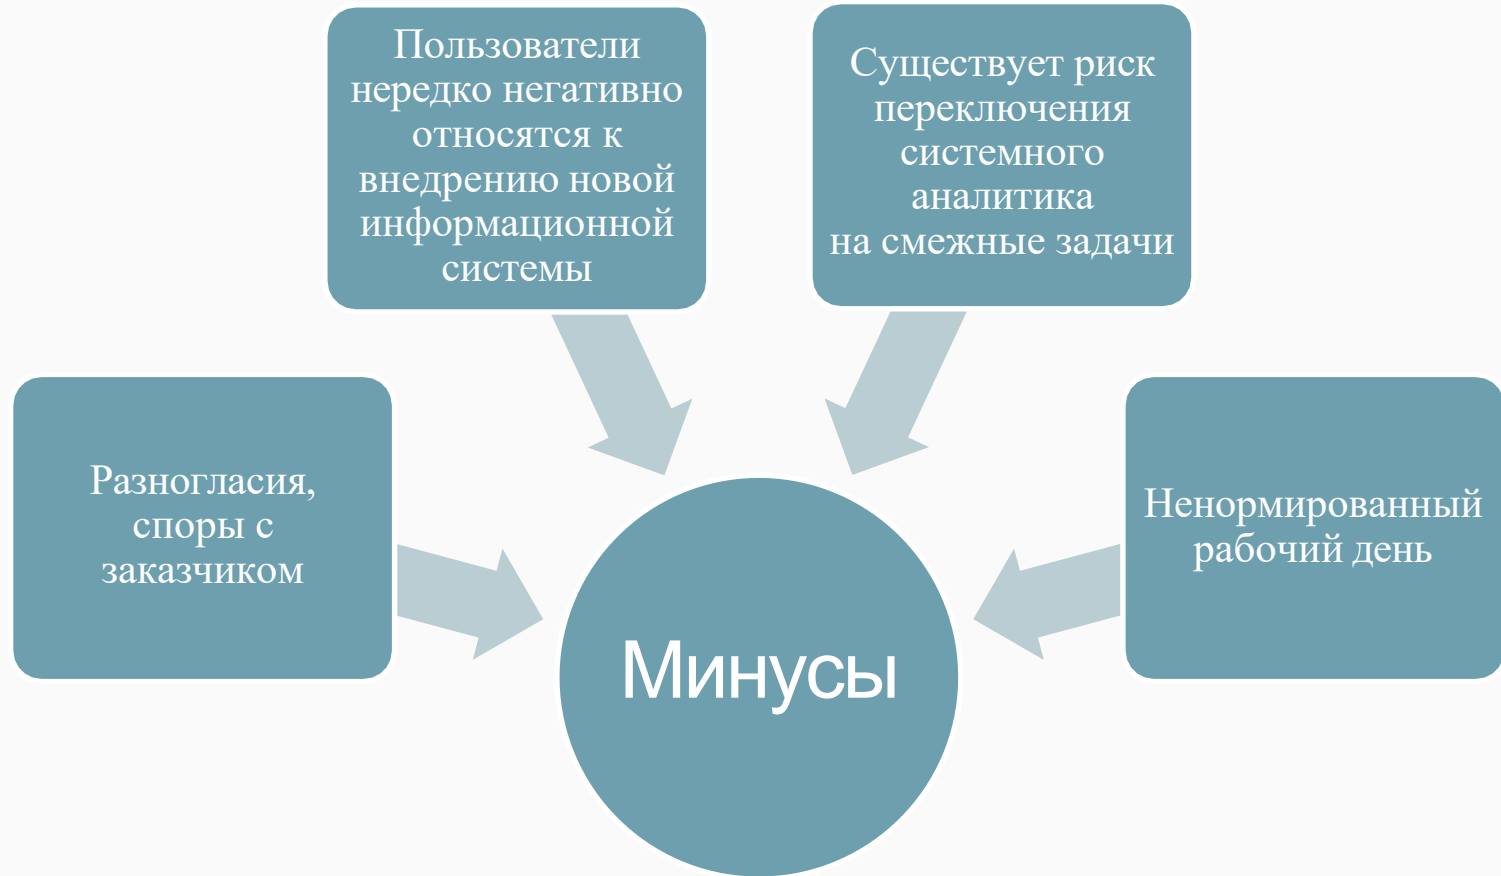 Пользователи
нередко негативно
относятся к
внедрению новой
информационной
системы
Существует риск
переключения
системного
аналитика
на смежные задачи
Разногласия,
споры с
заказчиком
Ненормированный
рабочий день
Минусы